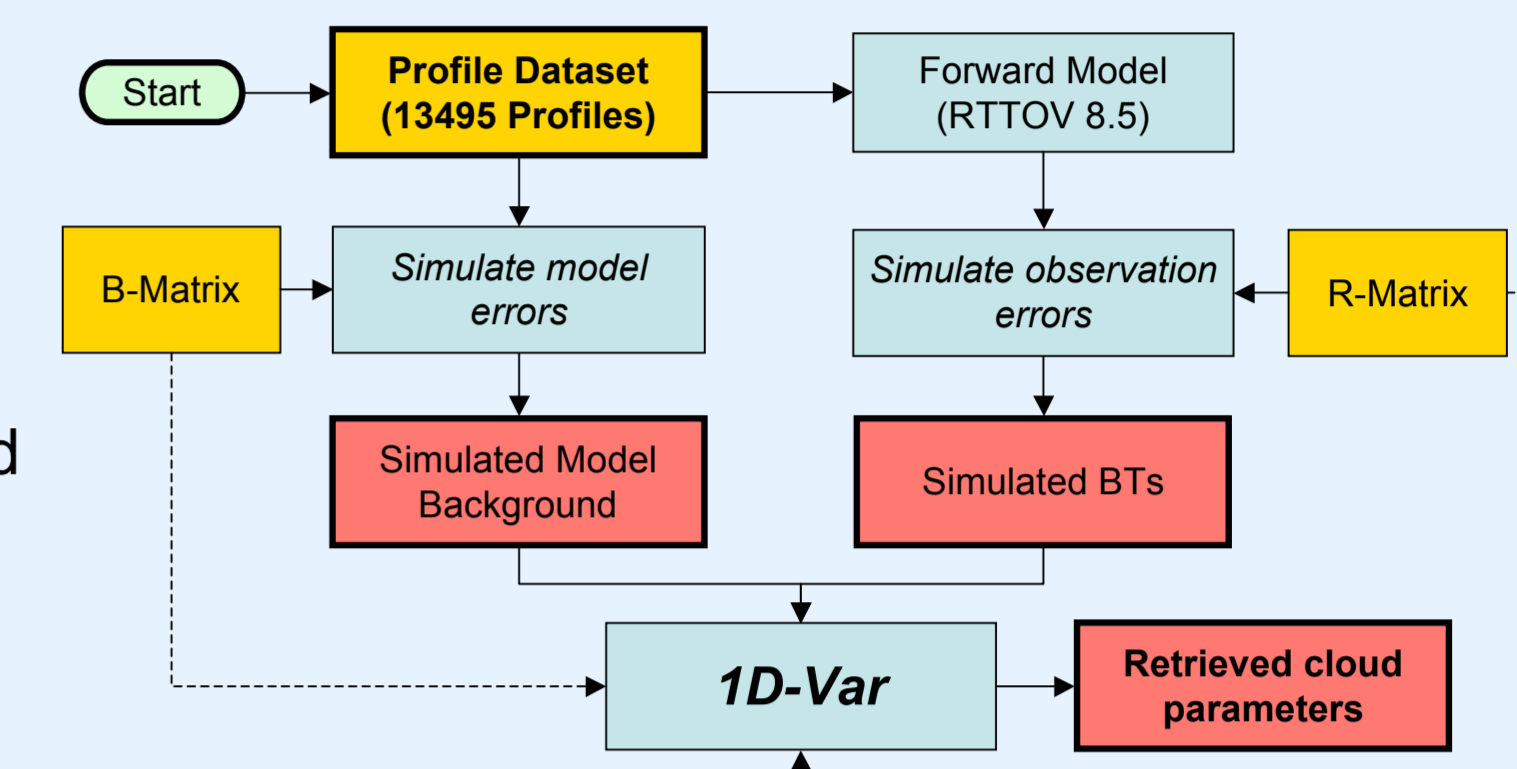 Start
Profile Dataset
(13495 Profiles)
Forward Model
(RTTOV 8.5)
B-Matrix
Simulate model
errors
Simulate observation
errors
R-Matrix
d
Simulated Model
Background
Simulated BTs
1D-Var
Retrieved cloud
parameters